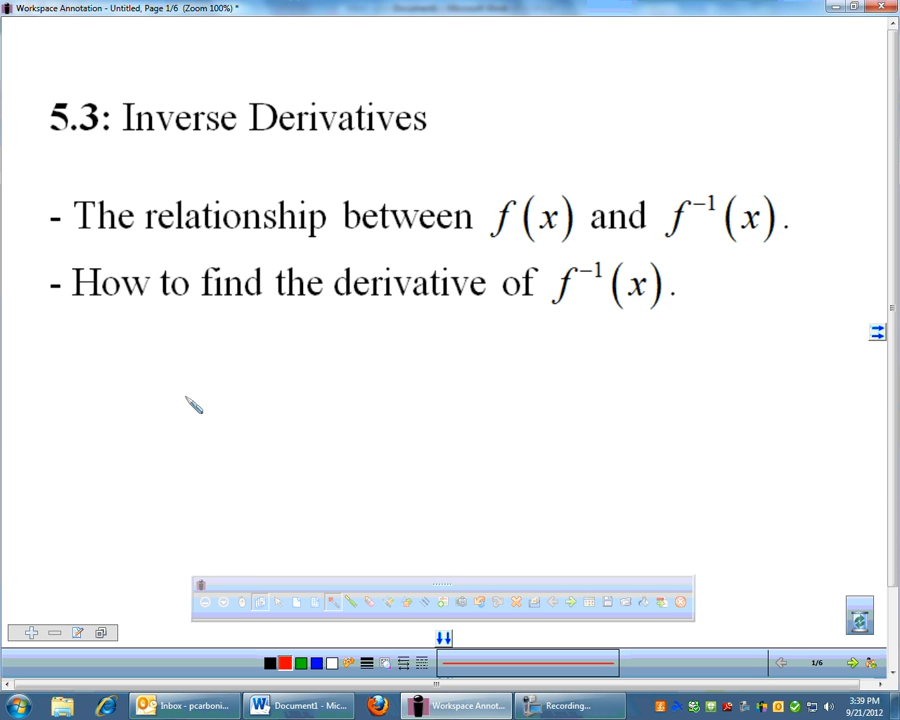 Workspace Annotation - Untitled, Page 1/6 (Zoom 100%) *
5.3: Inverse Derivatives
- The relationship between f(x) and f⁻¹(x).
- How to find the derivative of f⁻¹(x).
1/6
Inbox - pcarboni...
Document1 - Mic...
Workspace Annot...
Recording...
3:39 PM
9/21/2012